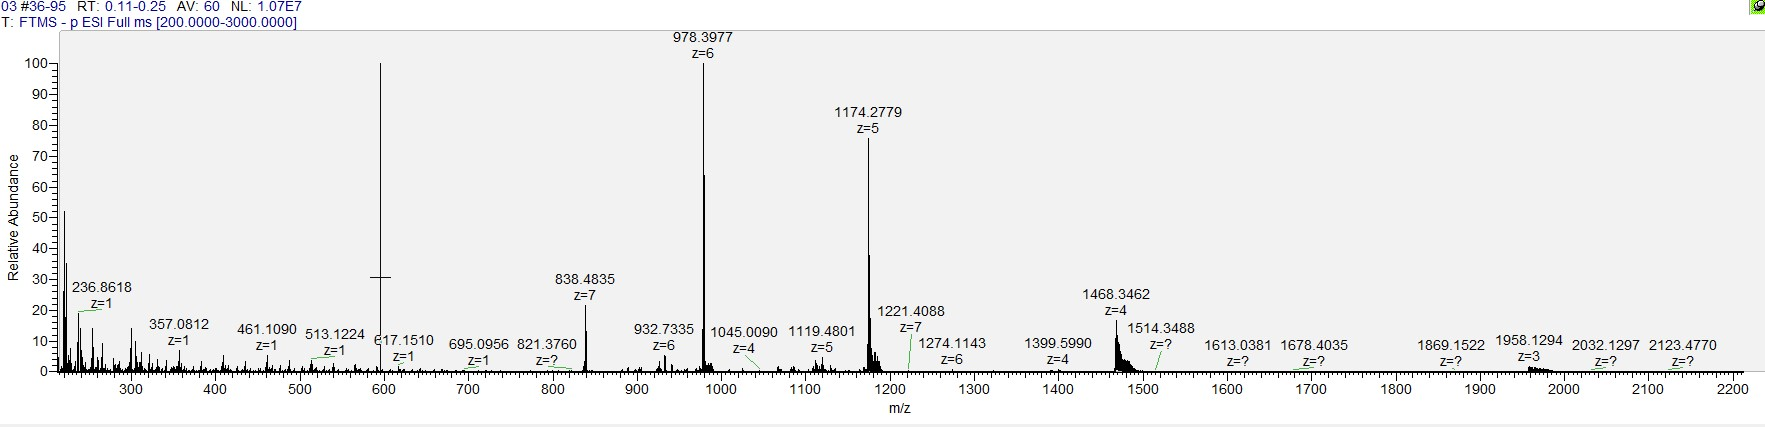 03 #36-95 RT: 0.11-0.25 AV: 60 NL: 1.07E7
T: FTMS - p ESI Full ms [200.0000-3000.0000]
978.3977
z=6
1174.2779
z=5
838.4835
z=7
1468.3462
z=4
236.8618
z=1
357.0812
z=1
461.1090
z=1
513.1224
z=1
617.1510
z=1
695.0956
z=1
821.3760
z=?
932.7335
z=6
1045.0090
z=4
1119.4801
z=5
1221.4088
z=7
1274.1143
z=6
1399.5990
z=4
1514.3488
z=?
1613.0381
z=?
1678.4035
z=?
1869.1522
z=?
1958.1294
z=3
2032.1297
z=?
2123.4770
z=?
Relative Abundance
100
90
80
70
60
50
40
30
20
10
0
300 400 500 600 700 800 900 1000 1100 1200 1300 1400 1500 1600 1700 1800 1900 2000 2100 2200
m/z